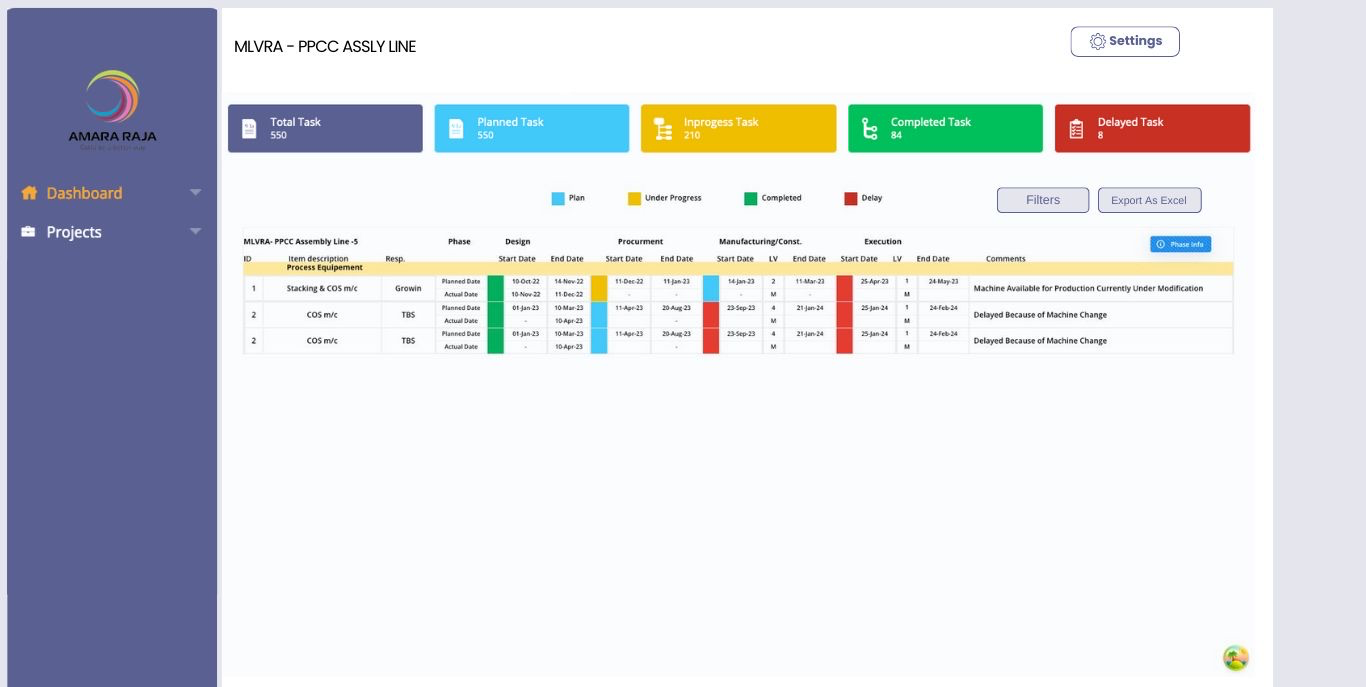 MLVRA - PPCC ASSLY LINE
Settings
AMARA RAJA
Dashboard
Projects
Total Task
550
Planned Task
550
Inprogess Task
210
Completed Task
84
Delayed Task
8
Plan
Under Progress
Completed
Delay
Filters
Export As Excel
MLVRA- PPCC Assembly Line -5 Phase Design Procurment Manufacturing/Const. Execution
Phase Info
ID Item description Resp. Start Date End Date Start Date End Date Start Date LV End Date Start Date LV End Date Comments
Process Equipement
1 Stacking & COS m/c Growin Planned Date 10-Oct-22 14-Nov-22 11-Dec-22 11-Jan-23 14-Jan-23 2 11-Mar-23 25-Apr-23 1 24-May-23 Machine Available for Production Currently Under Modification
Actual Date 10-Nov-22 11-Dec-22 - - - M - - M -
2 COS m/c TBS Planned Date 01-Jan-23 10-Mar-23 11-Apr-23 20-Aug-23 23-Sep-23 4 21-Jan-24 25-Jan-24 1 24-Feb-24 Delayed Because of Machine Change
Actual Date - 10-Apr-23 - - - M - - M -
2 COS m/c TBS Planned Date 01-Jan-23 10-Mar-23 11-Apr-23 20-Aug-23 23-Sep-23 4 21-Jan-24 25-Jan-24 1 24-Feb-24 Delayed Because of Machine Change
Actual Date - 10-Apr-23 - - - M - - M -